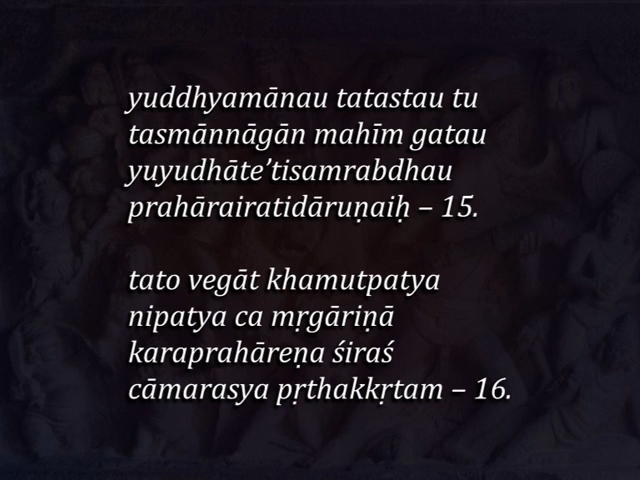 yuddhyamānau tatastau tu
tasmānnāgān mahīm gatau
yuyudhāte’tisamrabdhau
prahārairatidāruṇaiḥ – 15.
tato vegāt khamutpatya
nipatya ca mṛgāriṇā
karaprahāreṇa śiraś
cāmarasya pṛthakkṛtam – 16.